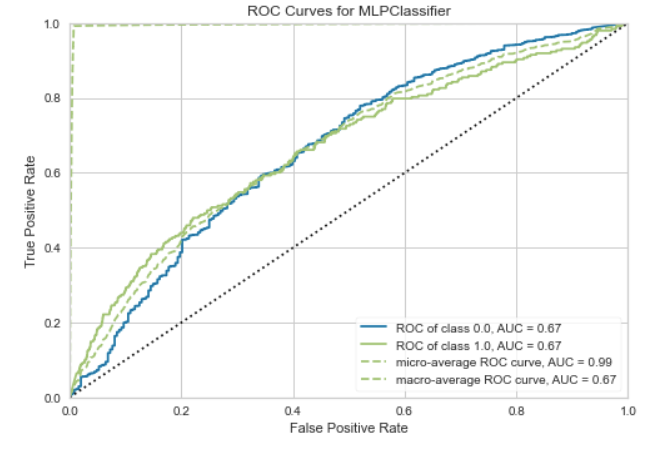 ROC Curves for MLPClassifier
1.0
0.8
0.6
0.4
0.2
0.0
True Positive Rate
ROC of class 0.0, AUC = 0.67
ROC of class 1.0, AUC = 0.67
micro-average ROC curve, AUC = 0.99
macro-average ROC curve, AUC = 0.67
0.0 0.2 0.4 0.6 0.8 1.0
False Positive Rate